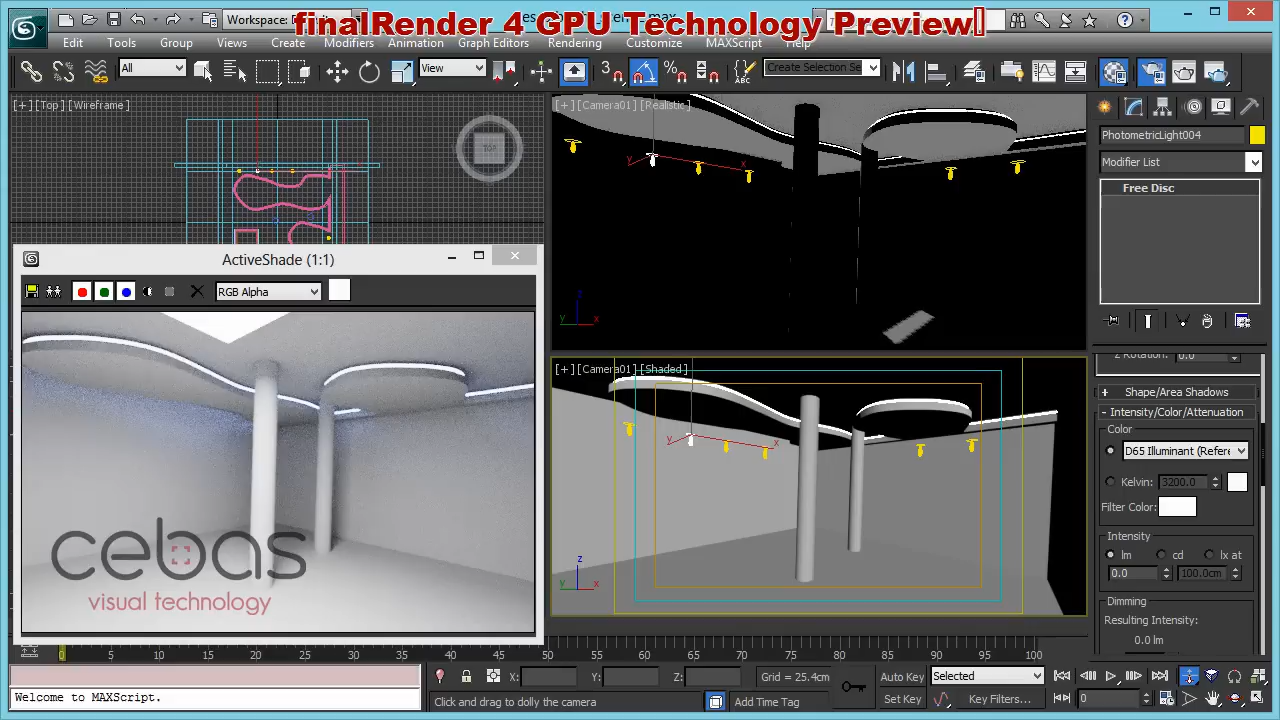 finalRender 4 GPU Technology Preview
Workspace: D
.max
Edit Tools Group Views Create Modifiers Animation Graph Editors Rendering Customize MAXScript Help
All
View
3
ABC
Create Selection Se
[+] [Top] [Wireframe]
TOP
[+] [Camera01] [Realistic]
y
x
z
y
x
PhotometricLight004
Modifier List
Free Disc
ActiveShade (1:1)
RGB Alpha
cebas
visual technology
[+] [Camera01] [Shaded]
y
x
z
y
x
Z Rotation: 0.0
+ Shape/Area Shadows
- Intensity/Color/Attenuation
Color
D65 Illuminant (Refere
Kelvin: 3200.0
Filter Color:
Intensity
lm cd lx at
0.0 100.0cm
Dimming
Resulting Intensity:
0.0 lm
0 5 10 15 20 25 30 35 40 45 50 55 60 65 70 75 80 85 90 95 100
X: Y: Z: Grid = 25.4cm
Auto Key Selected
Welcome to MAXScript.
Click and drag to dolly the camera
Add Time Tag
Set Key Key Filters... 0